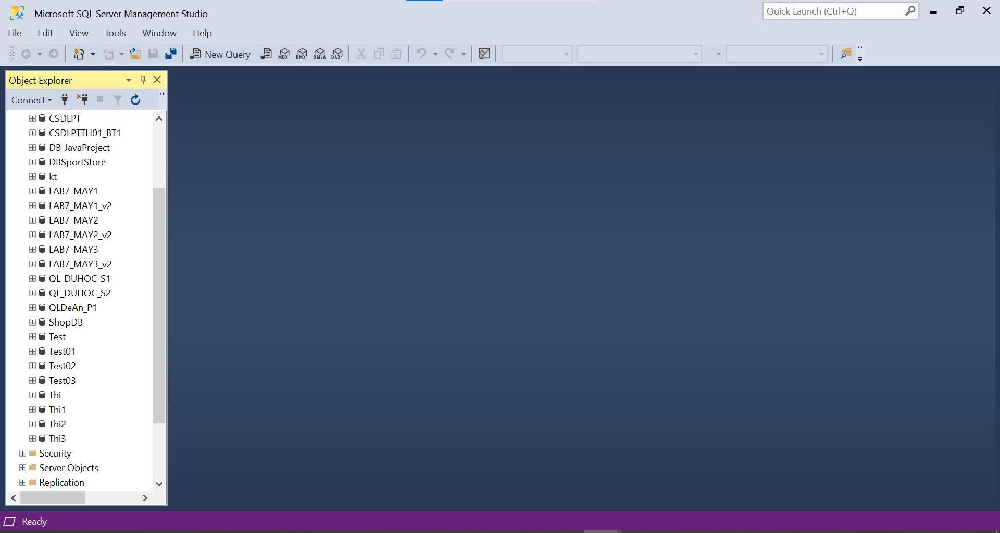 Microsoft SQL Server Management Studio
Quick Launch (Ctrl+Q)
File Edit View Tools Window Help
New Query MDX DMX XMLA DAX
Object Explorer
Connect
CSDLPT
CSDLPTTH01_BT1
DB_JavaProject
DBSportStore
kt
LAB7_MAY1
LAB7_MAY1_v2
LAB7_MAY2
LAB7_MAY2_v2
LAB7_MAY3
LAB7_MAY3_v2
QL_DUHOC_S1
QL_DUHOC_S2
QLDeAn_P1
ShopDB
Test
Test01
Test02
Test03
Thi
Thi1
Thi2
Thi3
Security
Server Objects
Replication
Ready